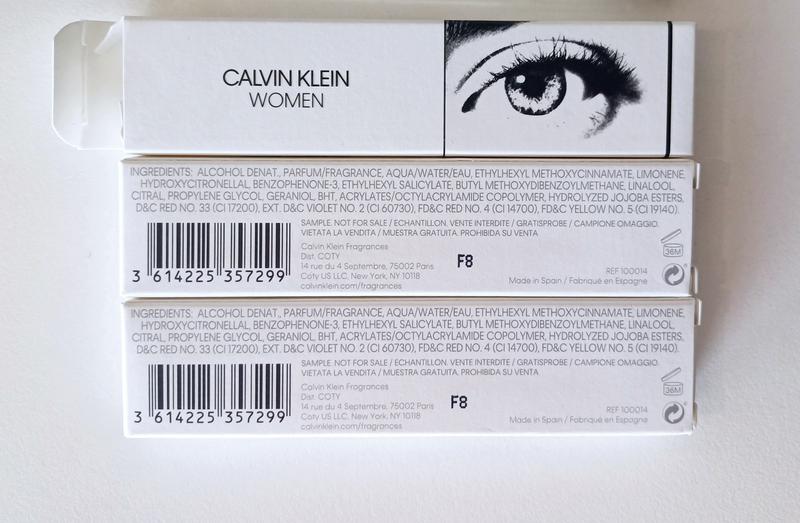 CALVIN KLEIN
WOMEN
INGREDIENTS: ALCOHOL DENAT., PARFUM/FRAGRANCE, AQUA/WATER/EAU, ETHYLHEXYL METHOXYCINNAMATE, LIMONENE,
HYDROXYCITRONELLAL, BENZOPHENONE-3, ETHYLHEXYL SALICYLATE, BUTYL METHOXYDIBENZOYLMETHANE, LINALOOL,
CITRAL, PROPYLENE GLYCOL, GERANIOL, BHT, ACRYLATES/OCTYLACRYLAMIDE COPOLYMER, HYDROLYZED JOJOBA ESTERS,
D&C RED NO. 33 (CI 17200), EXT. D&C VIOLET NO. 2 (CI 60730), FD&C RED NO. 4 (CI 14700), FD&C YELLOW NO. 5 (CI 19140).
SAMPLE. NOT FOR SALE / ECHANTILLON. VENTE INTERDITE / GRATISPROBE / CAMPIONE OMAGGIO.
VIETATA LA VENDITA / MUESTRA GRATUITA. PROHIBIDA SU VENTA
Calvin Klein Fragrances
Dist. COTY
14 rue du 4 Septembre, 75002 Paris
Coty US LLC. New York, NY 10118
calvinklein.com/fragrances
3 614225 357299
F8
36M
REF 100014
Made in Spain / Fabriqué en Espagne
INGREDIENTS: ALCOHOL DENAT., PARFUM/FRAGRANCE, AQUA/WATER/EAU, ETHYLHEXYL METHOXYCINNAMATE, LIMONENE,
HYDROXYCITRONELLAL, BENZOPHENONE-3, ETHYLHEXYL SALICYLATE, BUTYL METHOXYDIBENZOYLMETHANE, LINALOOL,
CITRAL, PROPYLENE GLYCOL, GERANIOL, BHT, ACRYLATES/OCTYLACRYLAMIDE COPOLYMER, HYDROLYZED JOJOBA ESTERS,
D&C RED NO. 33 (CI 17200), EXT. D&C VIOLET NO. 2 (CI 60730), FD&C RED NO. 4 (CI 14700), FD&C YELLOW NO. 5 (CI 19140).
SAMPLE. NOT FOR SALE / ECHANTILLON. VENTE INTERDITE / GRATISPROBE / CAMPIONE OMAGGIO.
VIETATA LA VENDITA / MUESTRA GRATUITA. PROHIBIDA SU VENTA
Calvin Klein Fragrances
Dist. COTY
14 rue du 4 Septembre, 75002 Paris
Coty US LLC. New York, NY 10118
calvinklein.com/fragrances
3 614225 357299
F8
36M
REF 100014
Made in Spain / Fabriqué en Espagne